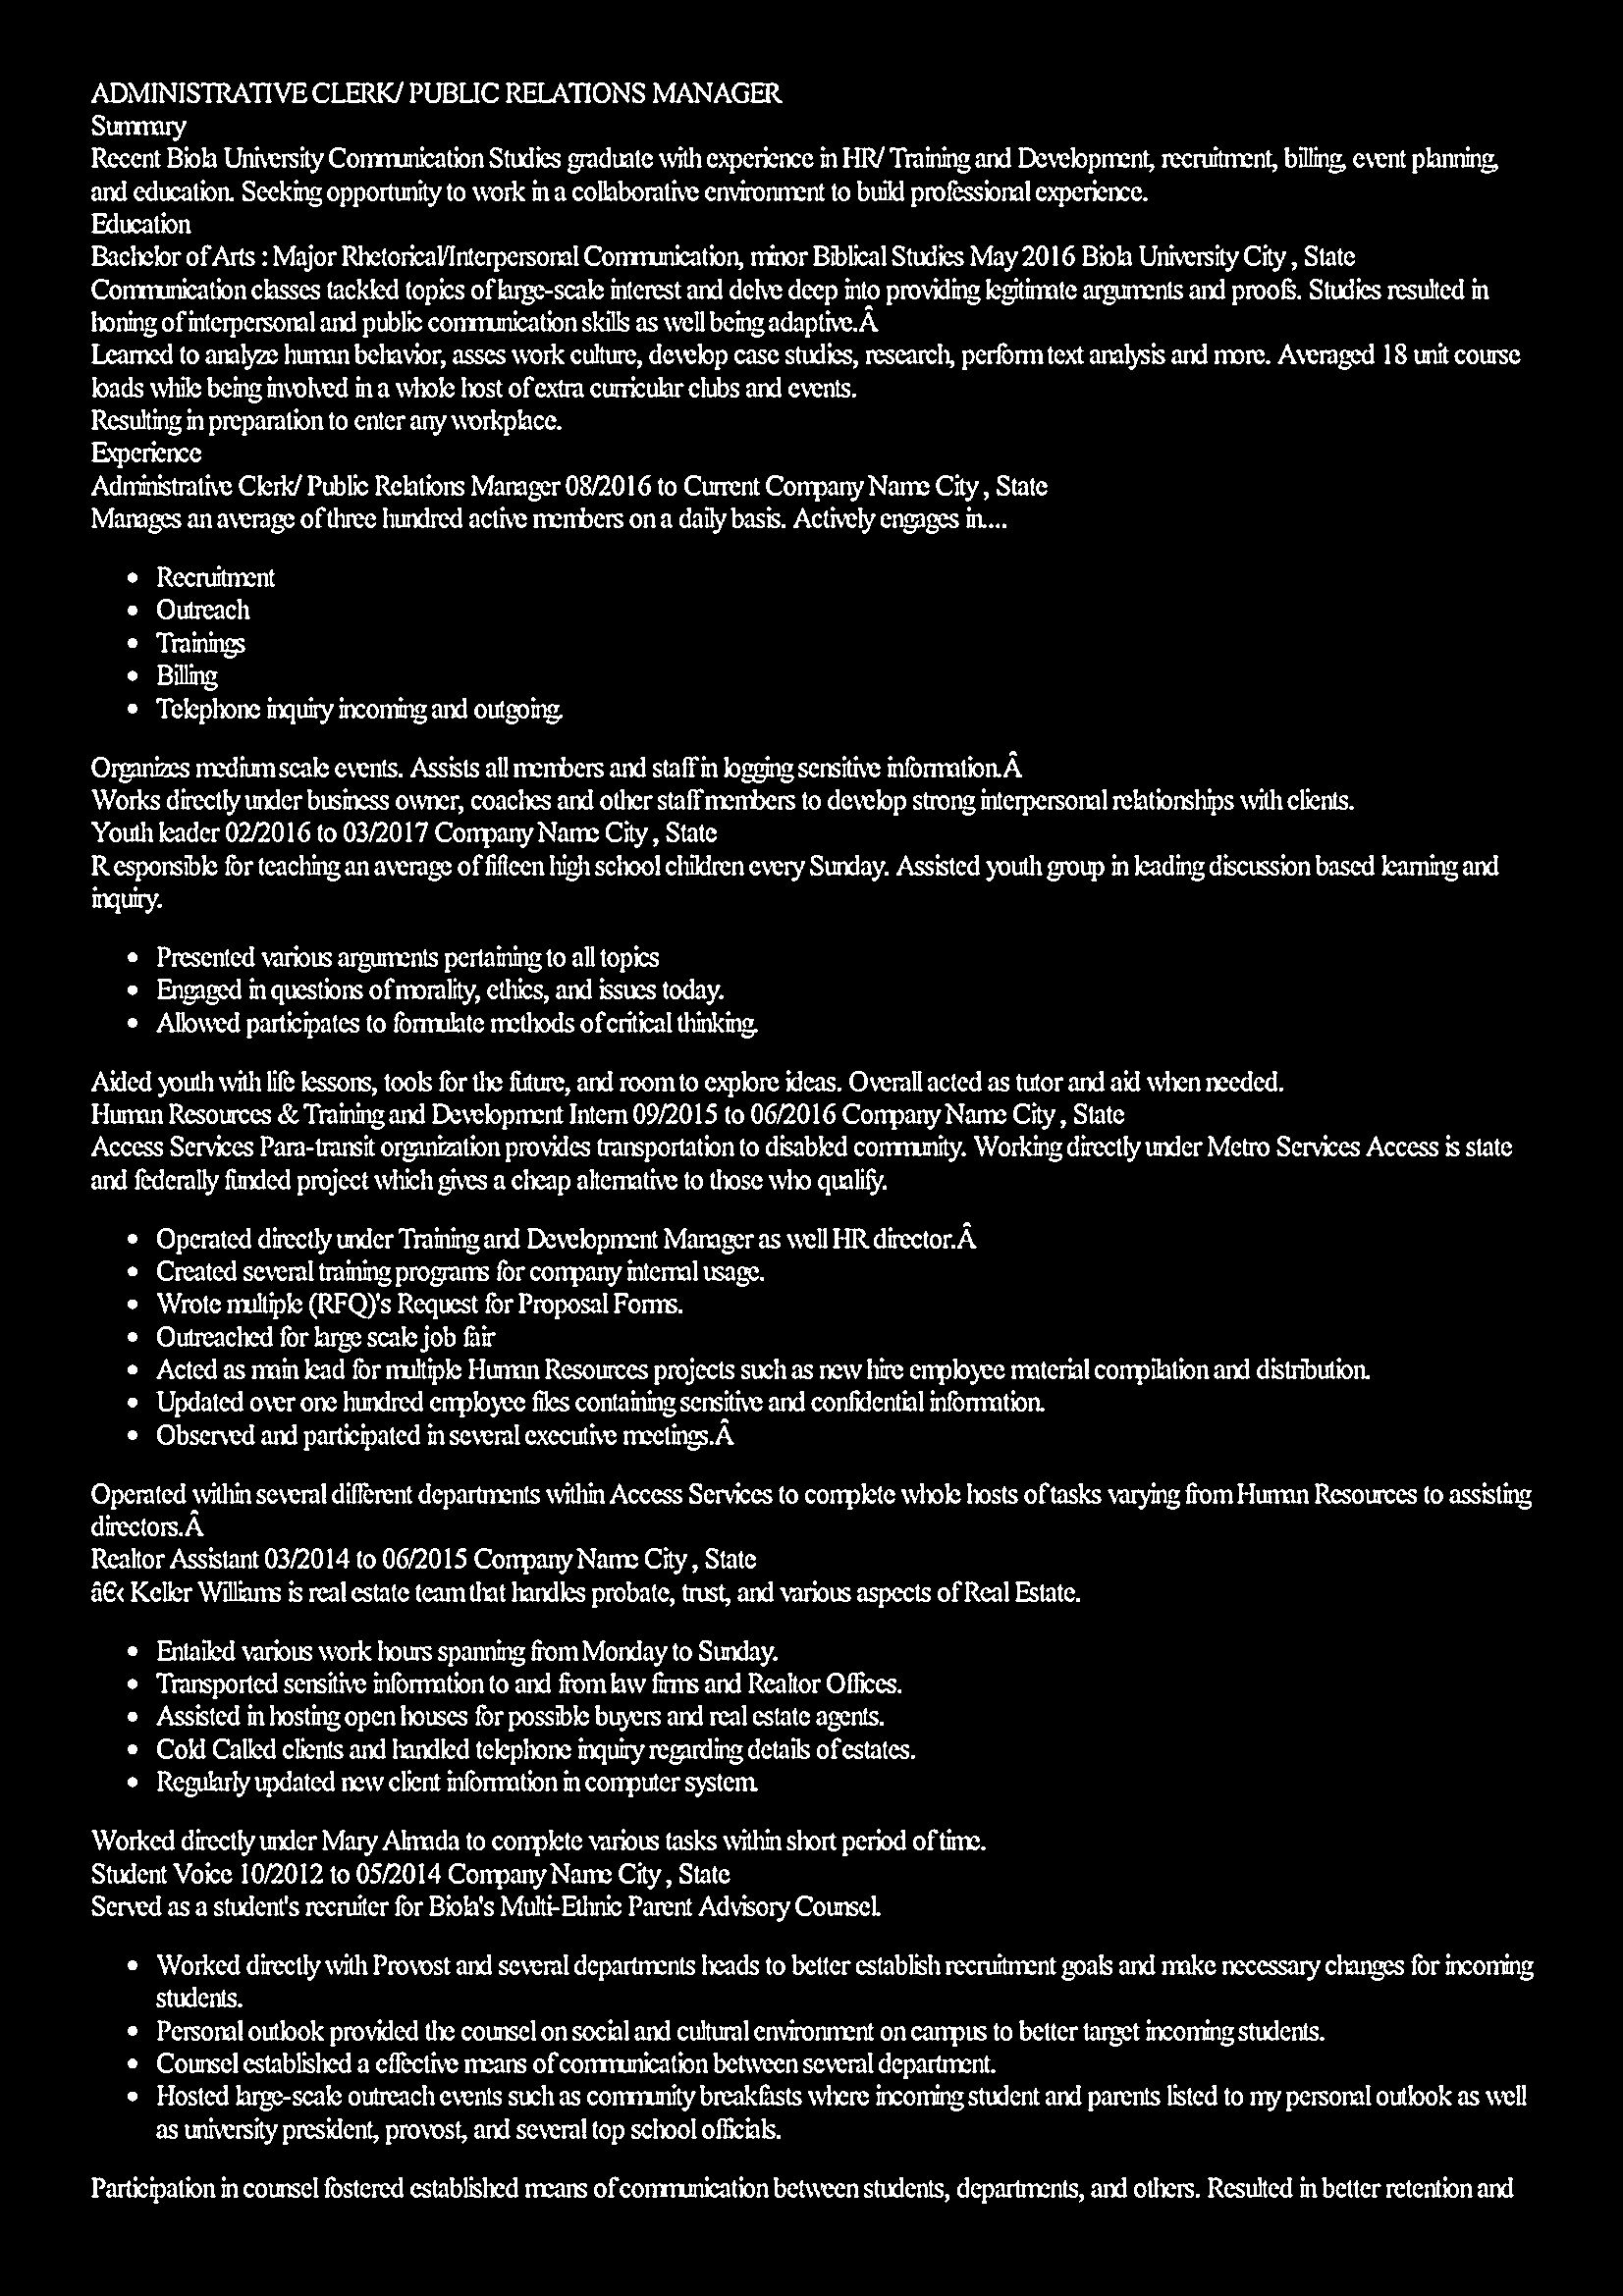 ADMINISTRATIVE CLERK/ PUBLIC RELATIONS MANAGER
Summary
Recent Biola University Communication Studies graduate with experience in HR/ Training and Development, recruitment, billing, event planning,
and education. Seeking opportunity to work in a collaborative environment to build professional experience.
Education
Bachelor of Arts : Major Rhetorical/Interpersonal Communication, minor Biblical Studies May 2016 Biola University City , State
Communication classes tackled topics of large-scale interest and delve deep into providing legitimate arguments and proofs. Studies resulted in
honing of interpersonal and public communication skills as well being adaptive.Â
Learned to analyze human behavior, asses work culture, develop case studies, research, perform text analysis and more. Averaged 18 unit course
loads while being involved in a whole host of extra curricular clubs and events.
Resulting in preparation to enter any workplace.
Experience
Administrative Clerk/ Public Relations Manager 08/2016 to Current Company Name City , State
Manages an average of three hundred active members on a daily basis. Actively engages in....
• Recruitment
• Outreach
• Trainings
• Billing
• Telephone inquiry incoming and outgoing.
Organizes medium scale events. Assists all members and staff in logging sensitive information.Â
Works directly under business owner, coaches and other staff members to develop strong interpersonal relationships with clients.
Youth leader 02/2016 to 03/2017 Company Name City , State
R esponsible for teaching an average of fifteen high school children every Sunday. Assisted youth group in leading discussion based learning and
inquiry.
• Presented various arguments pertaining to all topics
• Engaged in questions of morality, ethics, and issues today.
• Allowed participates to formulate methods of critical thinking.
Aided youth with life lessons, tools for the future, and room to explore ideas. Overall acted as tutor and aid when needed.
Human Resources & Training and Development Intern 09/2015 to 06/2016 Company Name City , State
Access Services Para-transit organization provides transportation to disabled community. Working directly under Metro Services Access is state
and federally funded project which gives a cheap alternative to those who qualify.
• Operated directly under Training and Development Manager as well HR director.Â
• Created several training programs for company internal usage.
• Wrote multiple (RFQ)'s Request for Proposal Forms.
• Outreached for large scale job fair
• Acted as main lead for multiple Human Resources projects such as new hire employee material compilation and distribution.
• Updated over one hundred employee files containing sensitive and confidential information.
• Observed and participated in several executive meetings.Â
Operated within several different departments within Access Services to complete whole hosts of tasks varying from Human Resources to assisting
directors.Â
Realtor Assistant 03/2014 to 06/2015 Company Name City , State
â€‹ Keller Williams is real estate team that handles probate, trust, and various aspects of Real Estate.
• Entailed various work hours spanning from Monday to Sunday.
• Transported sensitive information to and from law firms and Realtor Offices.
• Assisted in hosting open houses for possible buyers and real estate agents.
• Cold Called clients and handled telephone inquiry regarding details of estates.
• Regularly updated new client information in computer system.
Worked directly under Mary Almada to complete various tasks within short period of time.
Student Voice 10/2012 to 05/2014 Company Name City , State
Served as a student's recruiter for Biola's Multi-Ethnic Parent Advisory Counsel.
• Worked directly with Provost and several departments heads to better establish recruitment goals and make necessary changes for incoming
students.
• Personal outlook provided the counsel on social and cultural environment on campus to better target incoming students.
• Counsel established a effective means of communication between several department.
• Hosted large-scale outreach events such as community breakfasts where incoming student and parents listed to my personal outlook as well
as university president, provost, and several top school officials.
Participation in counsel fostered established means of communication between students, departments, and others. Resulted in better retention and